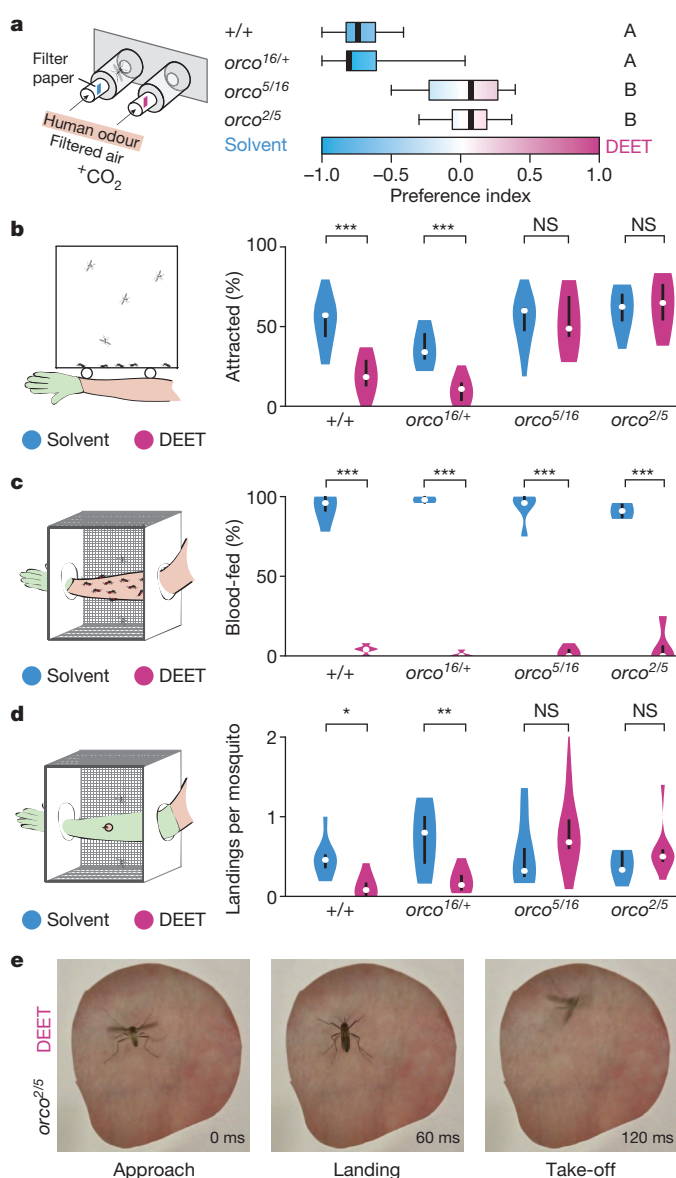 a
Filter
paper
Human odour
Filtered air
+CO2
+/+
A
orco16/+
A
orco5/16
B
orco2/5
B
Solvent
DEET
−1.0 −0.5 0.0 0.5 1.0
Preference index
b
Solvent DEET
Attracted (%)
100
50
0
*** *** NS NS
+/+ orco16/+ orco5/16 orco2/5
c
Solvent DEET
Blood-fed (%)
100
50
0
*** *** *** ***
+/+ orco16/+ orco5/16 orco2/5
d
Solvent DEET
Landings per mosquito
2
1
0
* ** NS NS
+/+ orco16/+ orco5/16 orco2/5
e
DEET
orco2/5
0 ms 60 ms 120 ms
Approach Landing Take-off